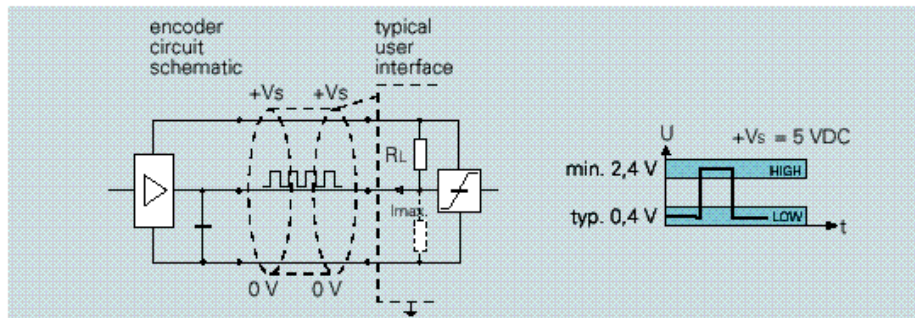 encoder
circuit
schematic
typical
user
interface
+Vs +Vs
RL
Imax.
0 V 0 V
U +Vs = 5 VDC
min. 2,4 V HIGH
typ. 0,4 V LOW
t